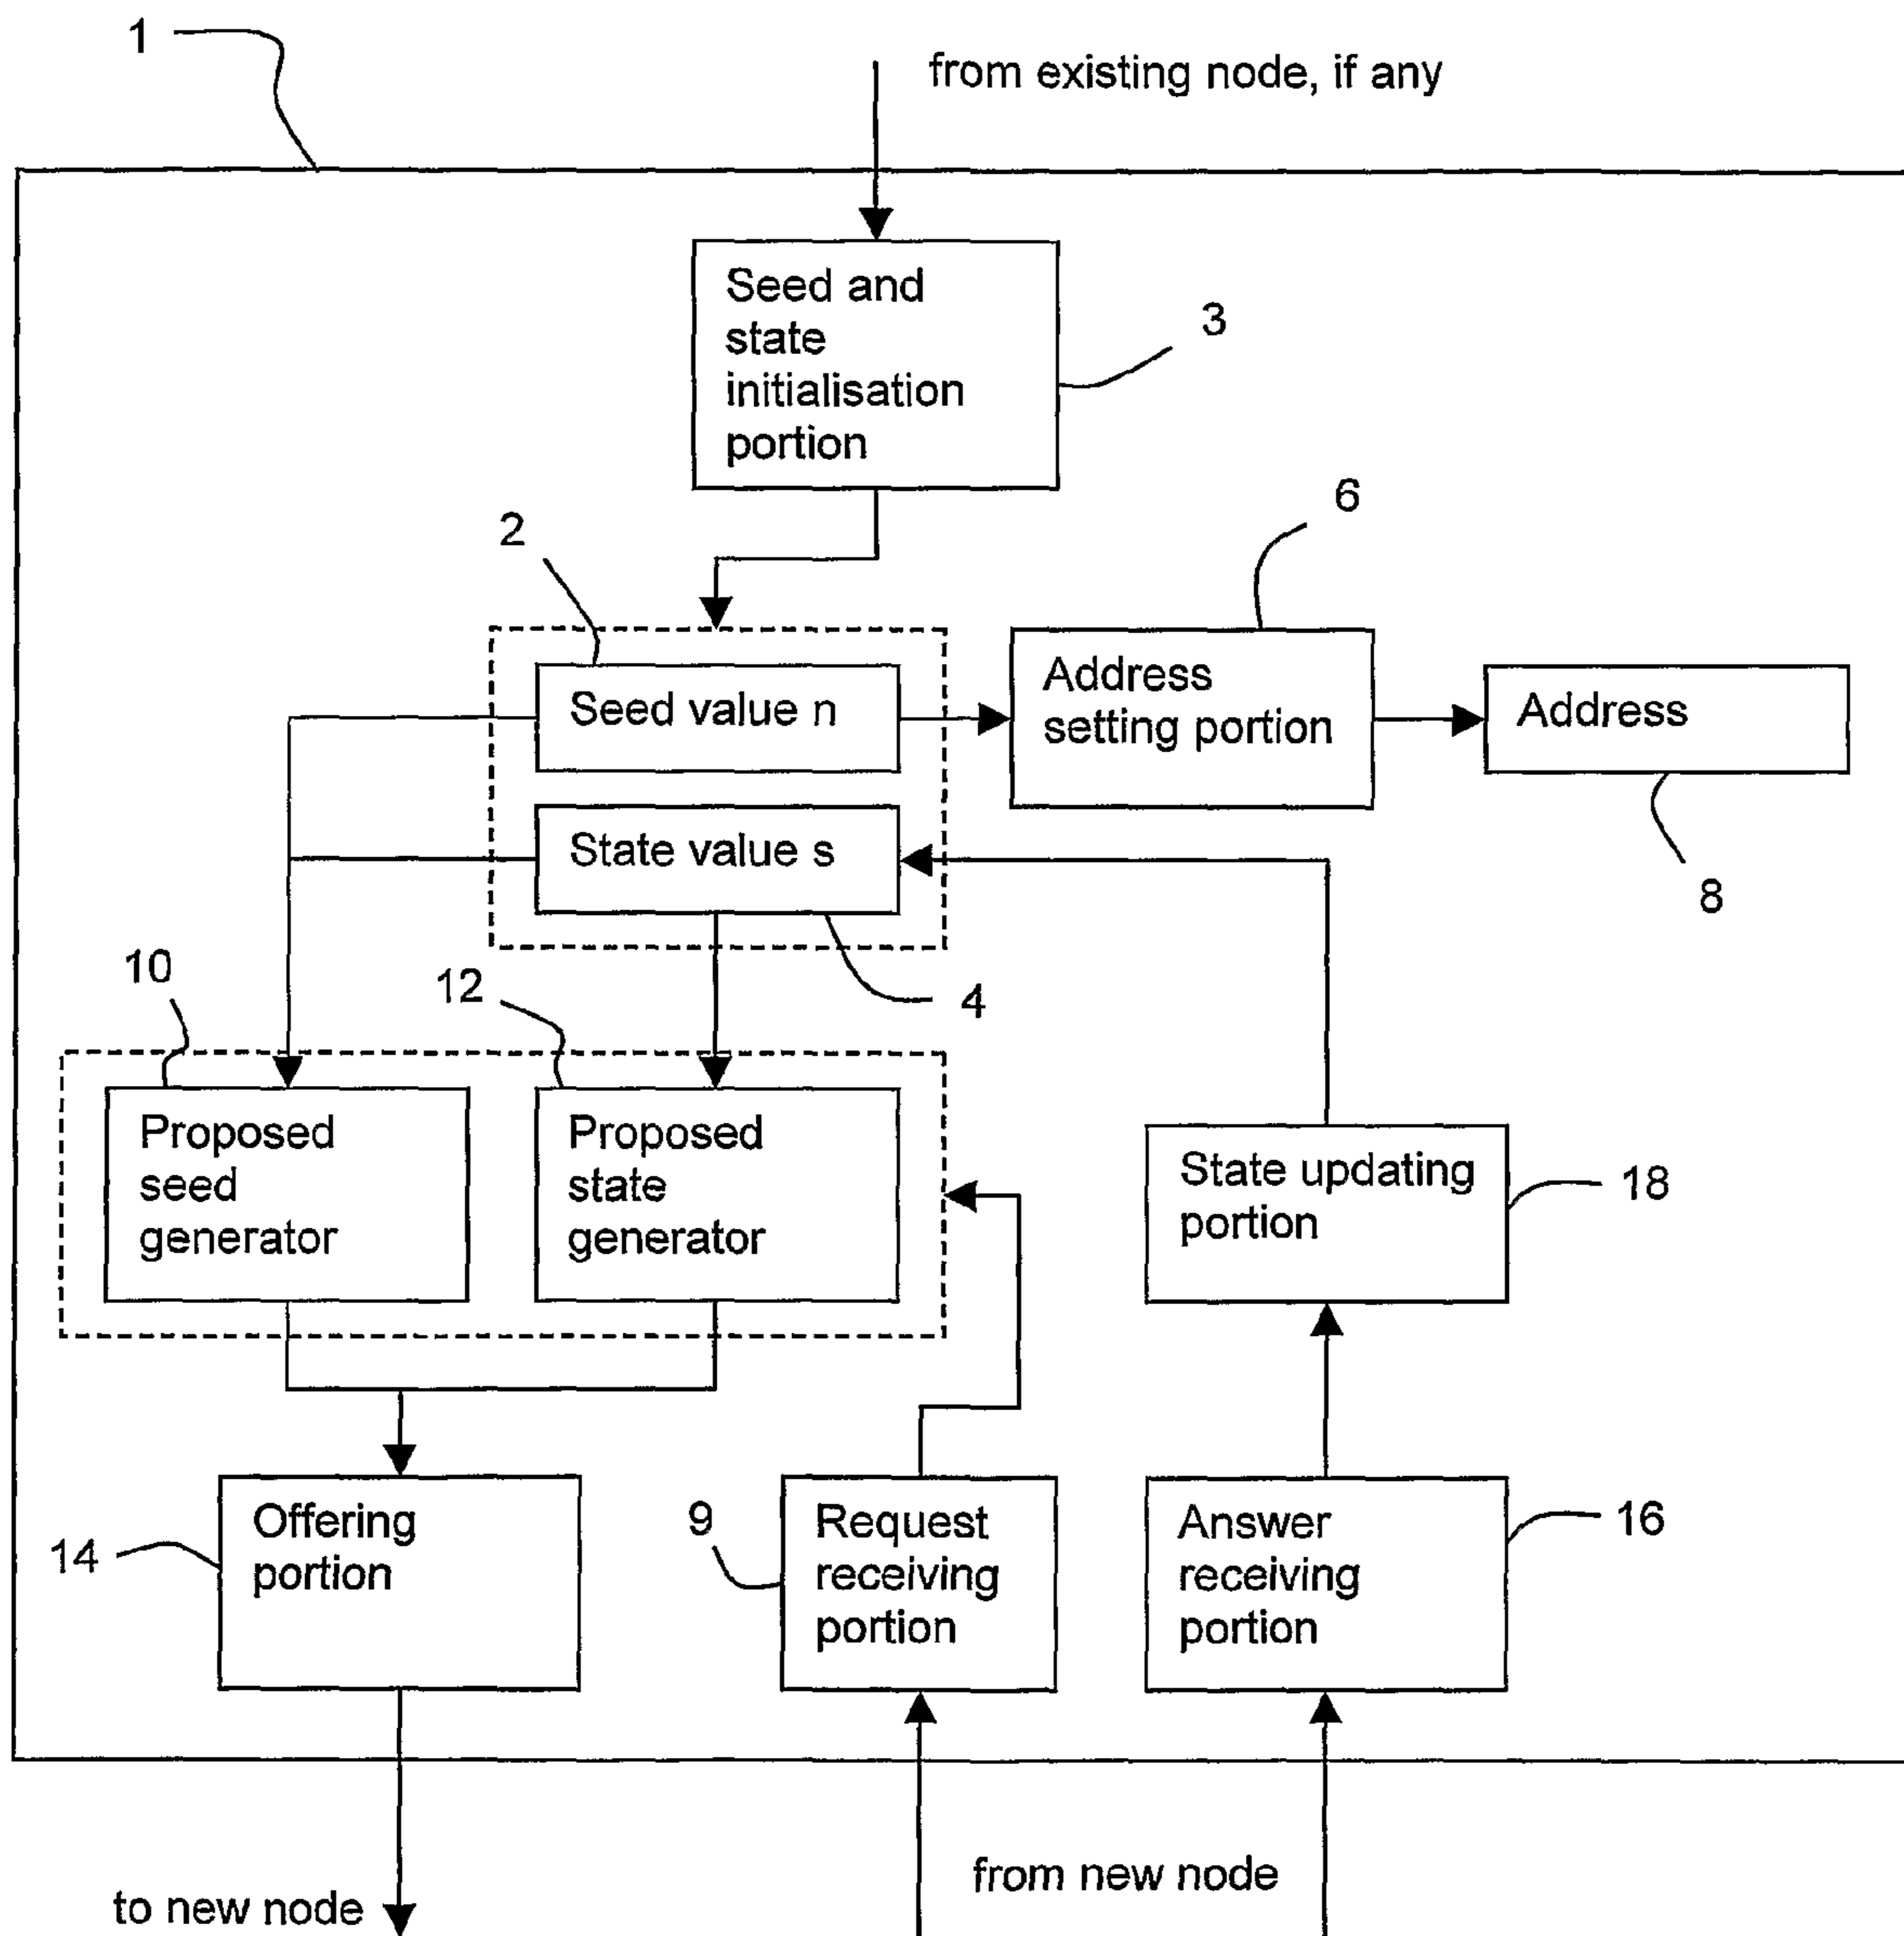 1
from existing node, if any
Seed and
state
initialisation
portion
3
2
6
Seed value n
Address
setting portion
Address
State value s
8
10
12
4
Proposed
seed
generator
Proposed
state
generator
State updating
portion
18
14
Offering
portion
9
Request
receiving
portion
Answer
receiving
portion
16
to new node
from new node